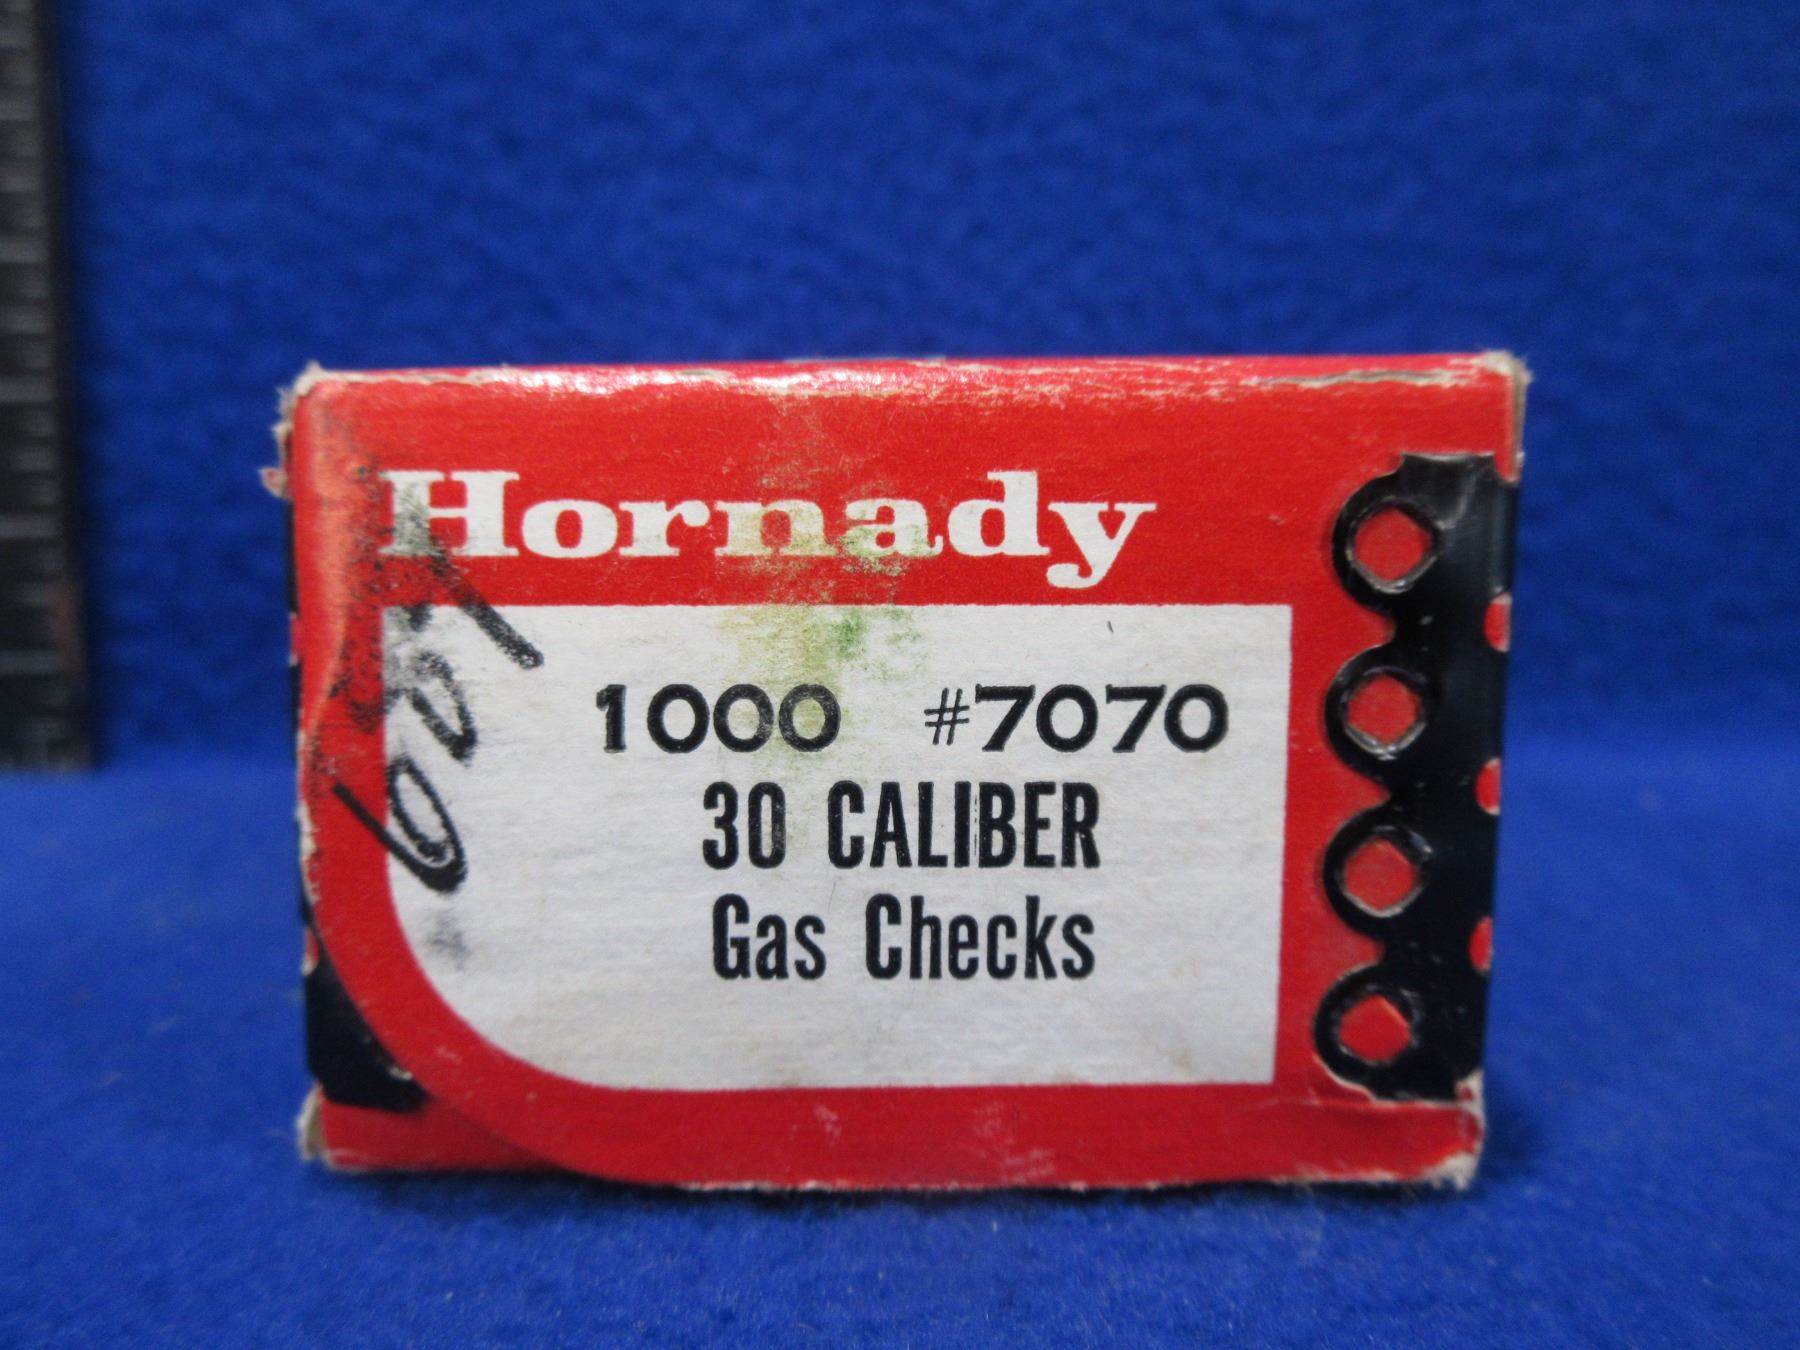 Hornady
1000 #7070
30 CALIBER
Gas Checks